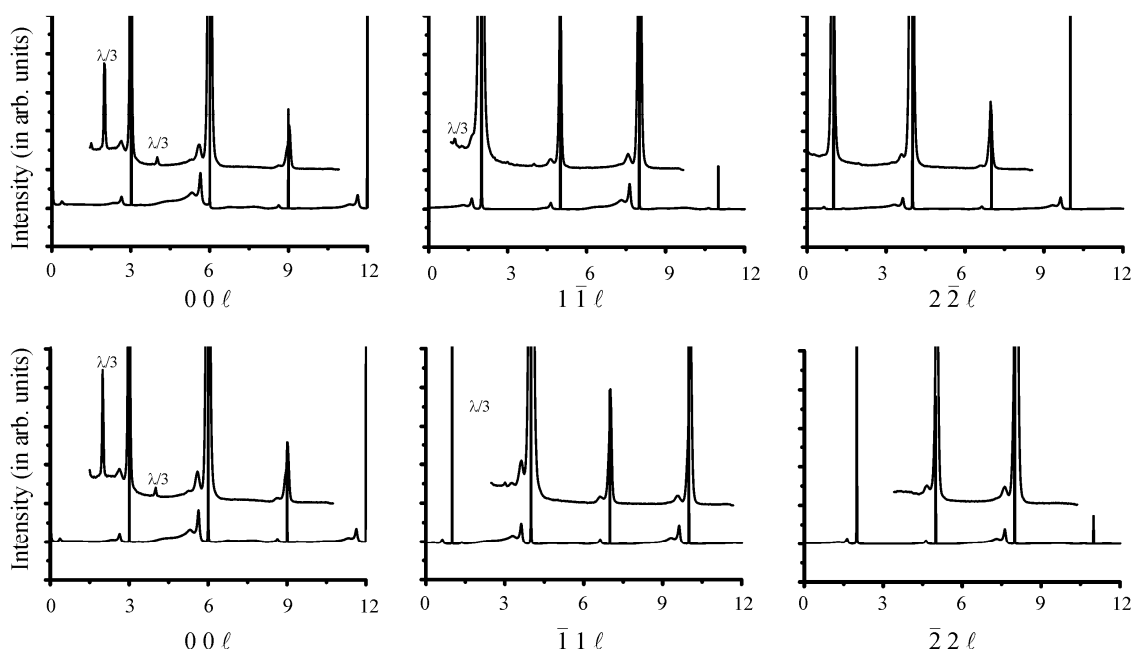 Intensity (in arb. units)
λ/3
λ/3
0 3 6 9 12
0 0 ℓ
λ/3
0 3 6 9 12
1 1̅ ℓ
0 3 6 9 12
2 2̅ ℓ
Intensity (in arb. units)
λ/3
λ/3
0 3 6 9 12
0 0 ℓ
λ/3
0 3 6 9 12
1̅ 1 ℓ
0 3 6 9 12
2̅ 2 ℓ